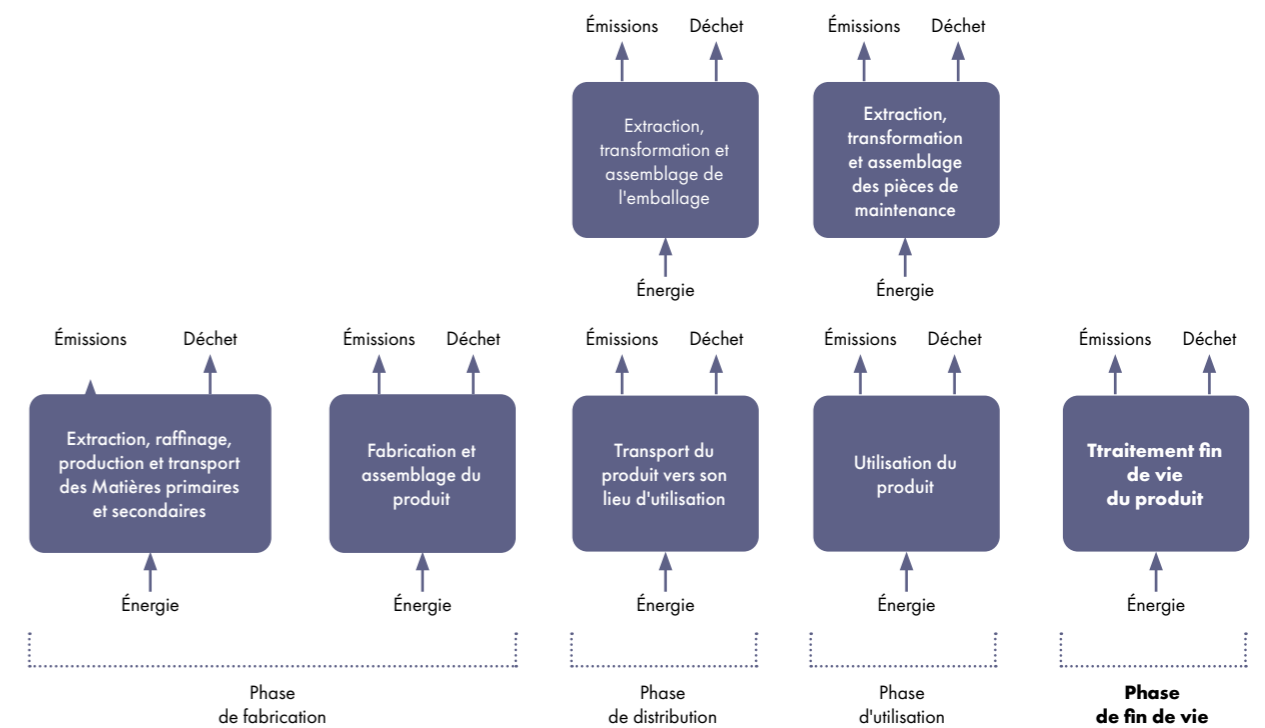 Émissions Déchet Émissions Déchet
Extraction,
transformation et
assemblage de
l'emballage
Extraction,
transformation
et assemblage
des pièces de
maintenance
Énergie Énergie
Émissions Déchet Émissions Déchet Émissions Déchet Émissions Déchet Émissions Déchet
Extraction, raffinage,
production et transport
des Matières primaires
et secondaires
Fabrication et
assemblage du
produit
Transport du
produit vers son
lieu d'utilisation
Utilisation du
produit
Ttraitement fin
de vie
du produit
Énergie Énergie Énergie Énergie Énergie
Phase
de fabrication
Phase
de distribution
Phase
d'utilisation
Phase
de fin de vie